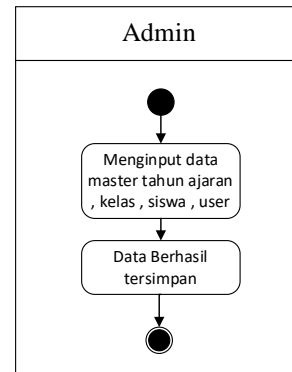 Admin
Menginput data
master tahun ajaran
, kelas , siswa , user
Data Berhasil
tersimpan